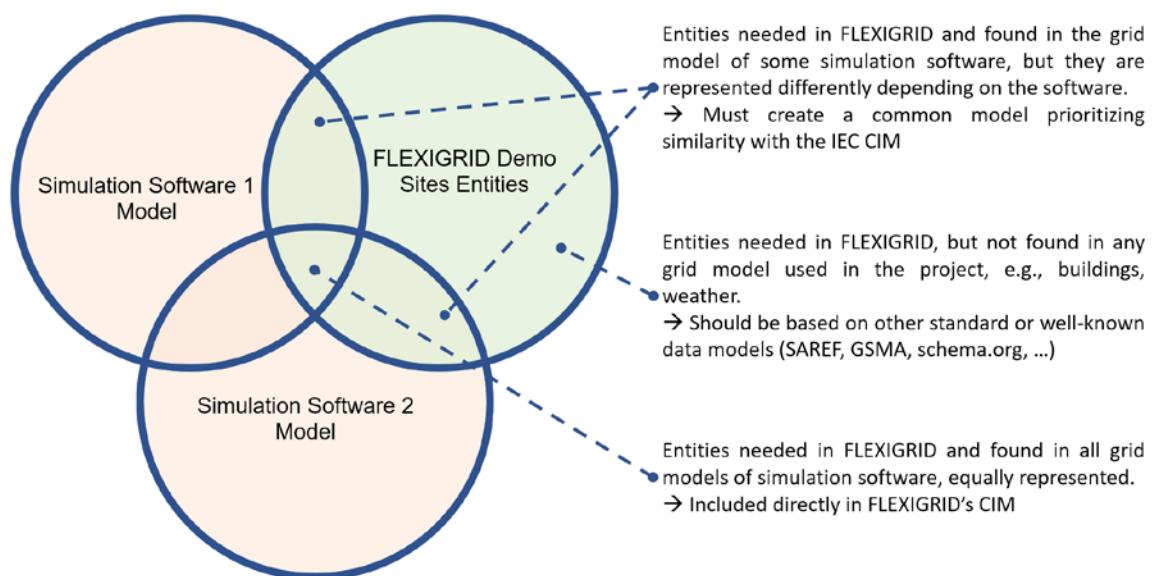 Simulation Software 1
Model
FLEXIGRID Demo
Sites Entities
Simulation Software 2
Model
Entities needed in FLEXIGRID and found in the grid
model of some simulation software, but they are
represented differently depending on the software.
→ Must create a common model prioritizing
similarity with the IEC CIM
Entities needed in FLEXIGRID, but not found in any
grid model used in the project, e.g., buildings,
weather.
→ Should be based on other standard or well-known
data models (SAREF, GSMA, schema.org, ...)
Entities needed in FLEXIGRID and found in all grid
models of simulation software, equally represented.
→ Included directly in FLEXIGRID's CIM